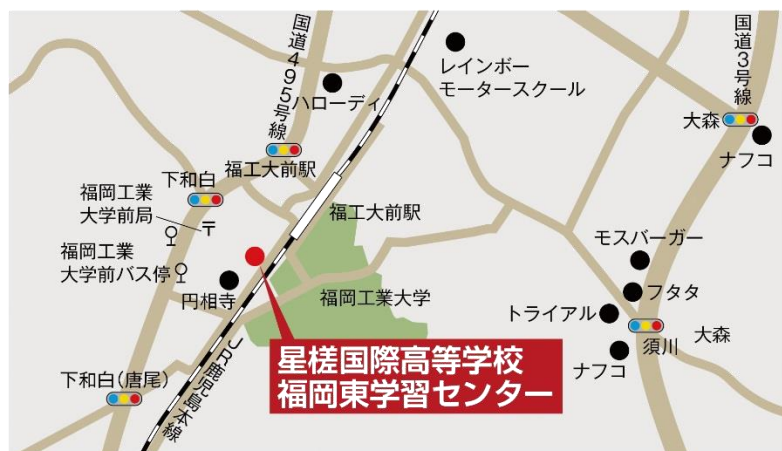 国道495号線
ハローディ
レインボー
モータースクール
国道3号線
大森
ナフコ
下和白
福工大前駅
福岡工業
大学前局
〒
福岡工業
大学前バス停
円相寺
福工大前駅
福岡工業大学
モスバーガー
フタタ
トライアル
須川
大森
ナフコ
星槎国際高等学校
福岡東学習センター
下和白(唐尾)
JR鹿児島本線